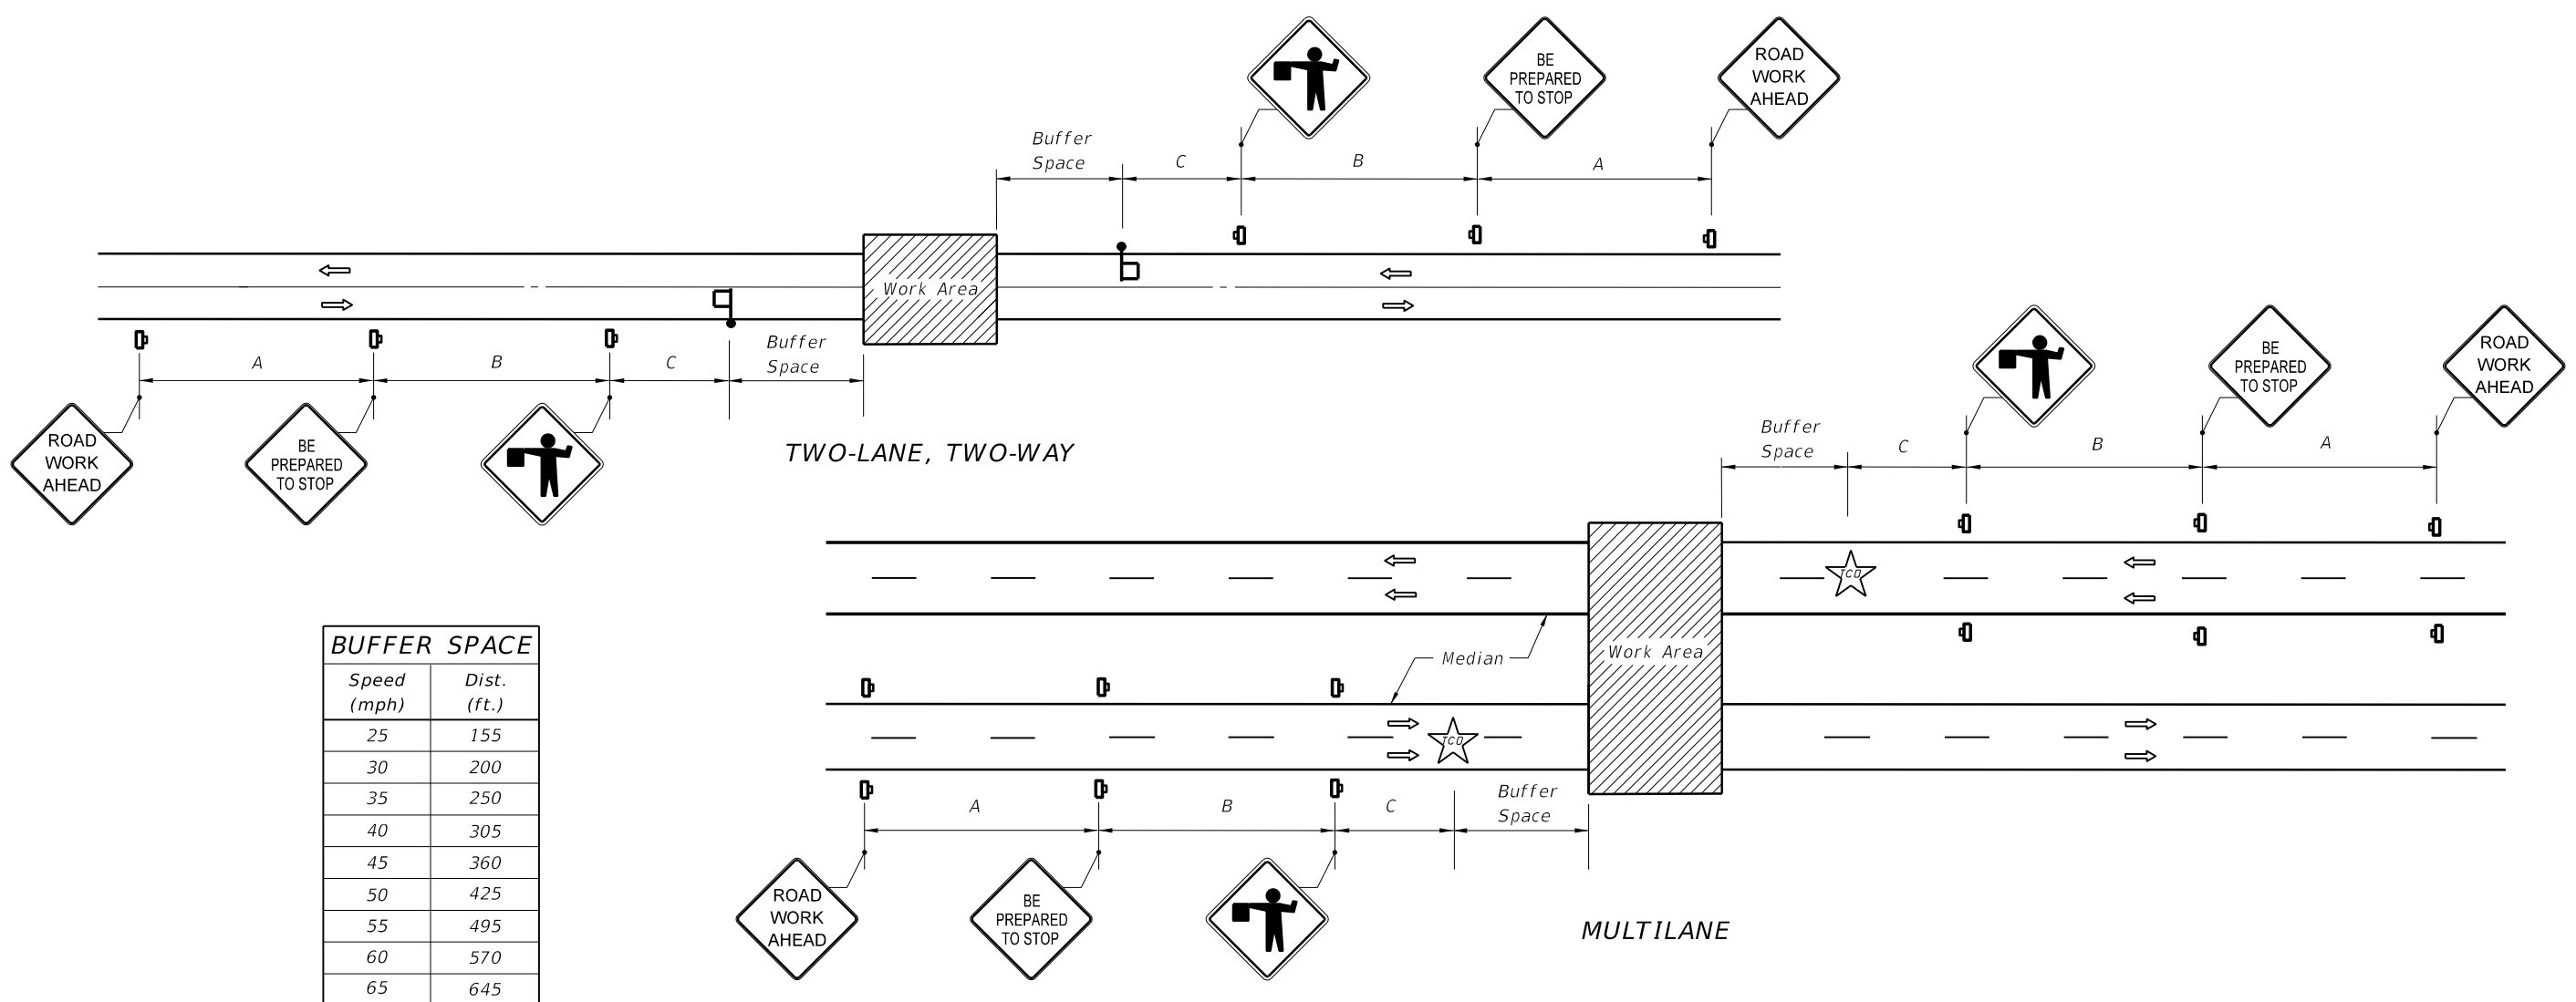 BE
PREPARED
TO STOP
ROAD
WORK
AHEAD
Buffer
Space
C
B
A
Work Area
A
B
C
Buffer
Space
ROAD
WORK
AHEAD
BE
PREPARED
TO STOP
TWO-LANE, TWO-WAY
BE
PREPARED
TO STOP
ROAD
WORK
AHEAD
Buffer
Space
C
B
A
TCO
Work Area
Median
TCO
A
B
C
Buffer
Space
ROAD
WORK
AHEAD
BE
PREPARED
TO STOP
MULTILANE
BUFFER SPACE
Speed (mph) Dist. (ft.)
25 155
30 200
35 250
40 305
45 360
50 425
55 495
60 570
65 645